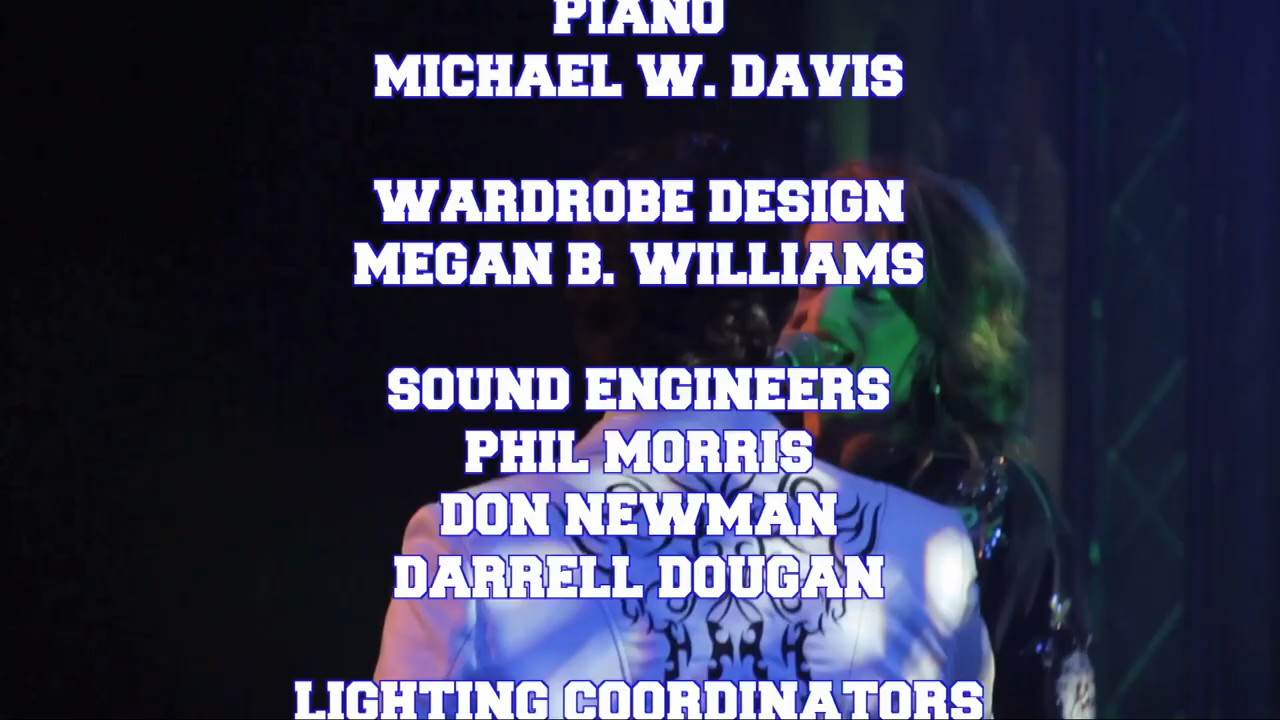 PIANO
MICHAEL W. DAVIS
WARDROBE DESIGN
MEGAN B. WILLIAMS
SOUND ENGINEERS
PHIL MORRIS
DON NEWMAN
DARRELL DOUGAN
LIGHTING COORDINATORS